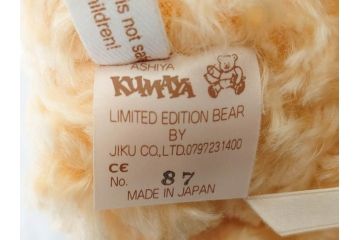 is not sa
children!
ASHIYA
KUMAYA
LIMITED EDITION BEAR
BY
JIKU CO,.LTD.0797231400
CE
No. 87
MADE IN JAPAN